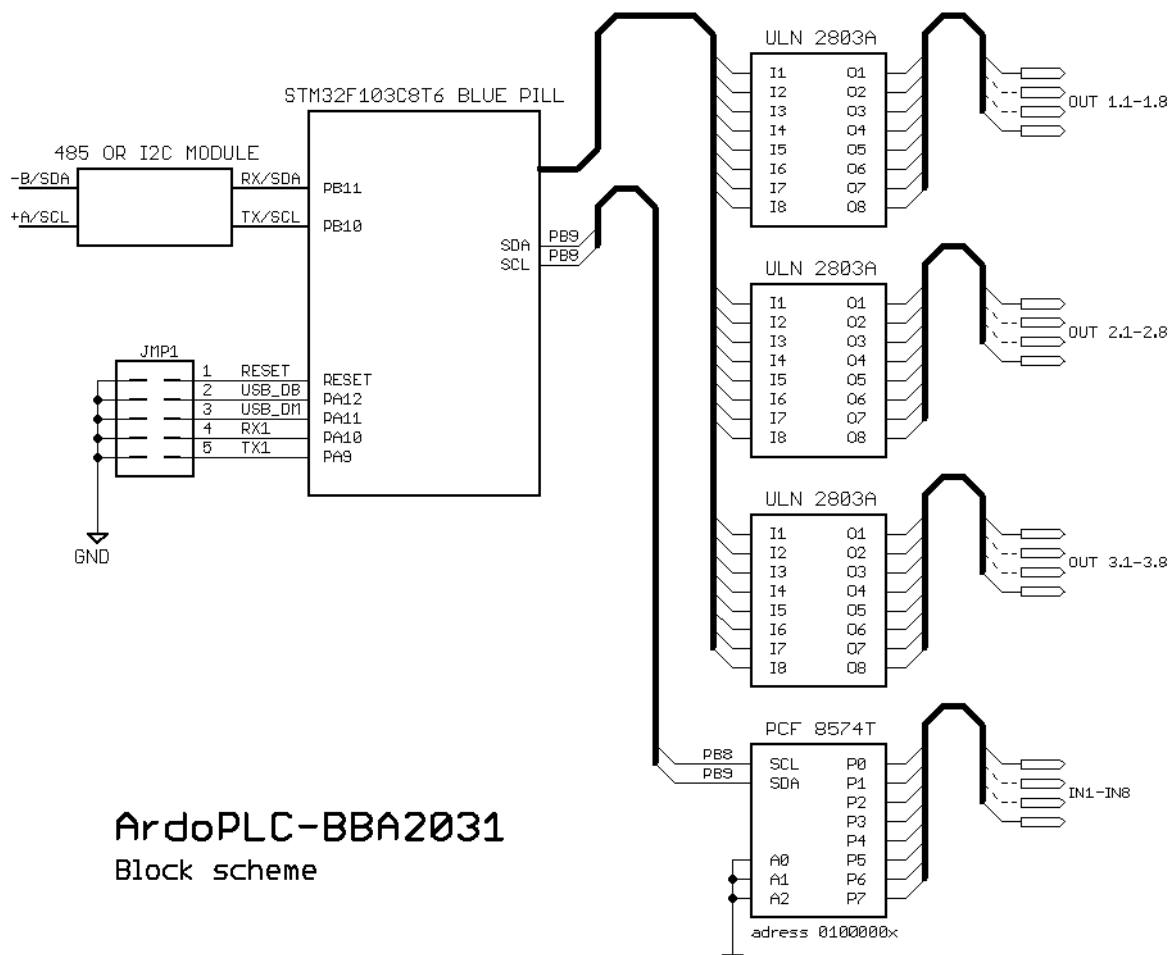 STM32F103C8T6 BLUE PILL
485 OR I2C MODULE
-B/SDA
+A/SCL
RX/SDA
TX/SCL
PB11
PB10
SDA
SCL
PB9
PB8
JMP1
1 RESET
2 USB_DB
3 USB_DM
4 RX1
5 TX1
RESET
PA12
PA11
PA10
PA9
GND
ULN 2803A
I1 O1
I2 O2
I3 O3
I4 O4
I5 O5
I6 O6
I7 O7
I8 O8
OUT 1.1-1.8
ULN 2803A
I1 O1
I2 O2
I3 O3
I4 O4
I5 O5
I6 O6
I7 O7
I8 O8
OUT 2.1-2.8
ULN 2803A
I1 O1
I2 O2
I3 O3
I4 O4
I5 O5
I6 O6
I7 O7
I8 O8
OUT 3.1-3.8
PCF 8574T
PB8
PB9
SCL P0
SDA P1
P2
P3
P4
A0 P5
A1 P6
A2 P7
IN1-IN8
adress 0100000x
ArdoPLC-BBA2031
Block scheme